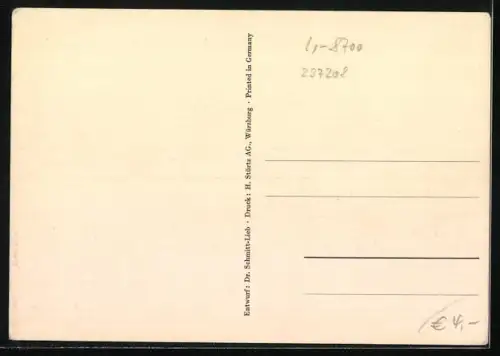 1,-8700
237208
Entwurf: Dr. Schmitt-Lieb · Druck: H. Stürtz AG., Würzburg · Printed in Germany
€ 4,-